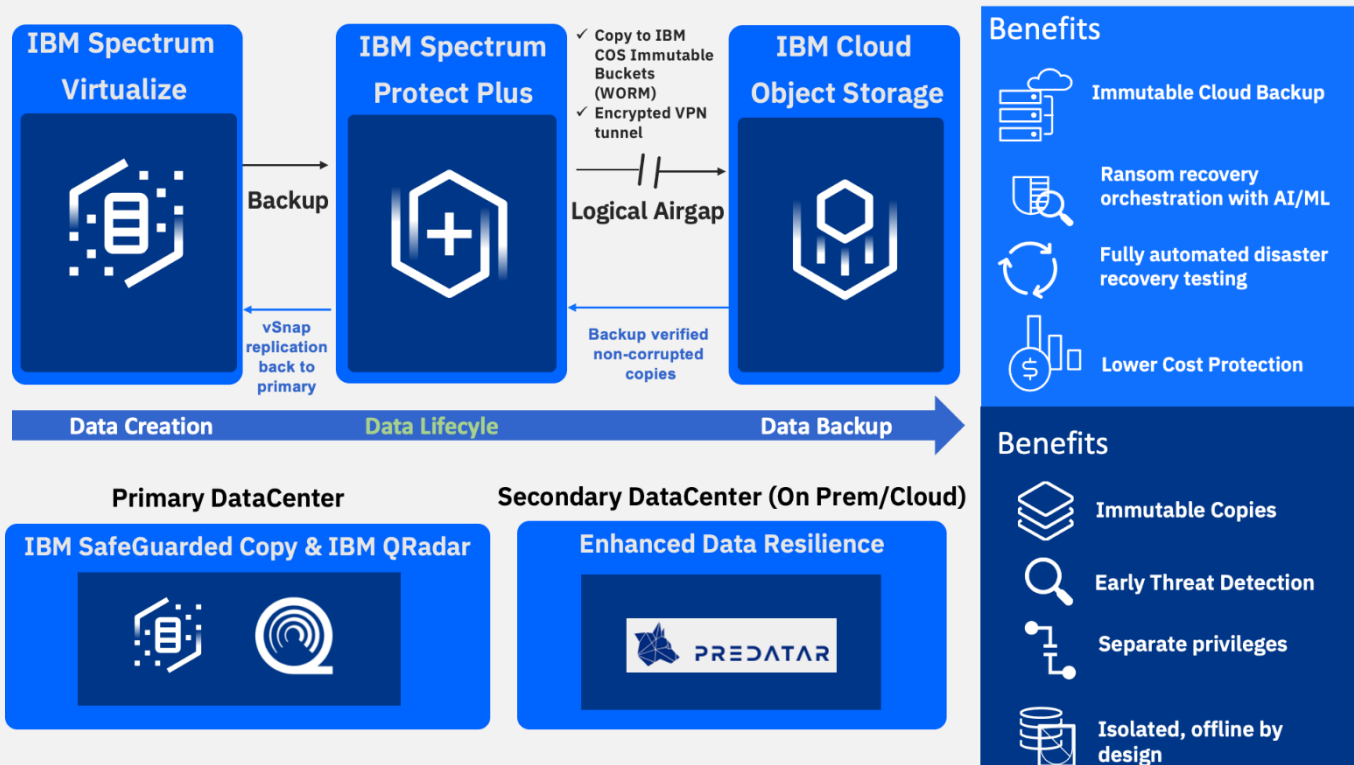 IBM Spectrum
Virtualize
Backup
vSnap
replication
back to
primary
IBM Spectrum
Protect Plus
✓ Copy to IBM
COS Immutable
Buckets
(WORM)
✓ Encrypted VPN
tunnel
Logical Airgap
Backup verified
non-corrupted
copies
IBM Cloud
Object Storage
Data Creation
Data Lifecyle
Data Backup
Primary DataCenter
IBM SafeGuarded Copy & IBM QRadar
Secondary DataCenter (On Prem/Cloud)
Enhanced Data Resilience
PREDATAR
Benefits
Immutable Cloud Backup
Ransom recovery
orchestration with AI/ML
Fully automated disaster
recovery testing
$
Lower Cost Protection
Benefits
Immutable Copies
Early Threat Detection
Separate privileges
Isolated, offline by
design